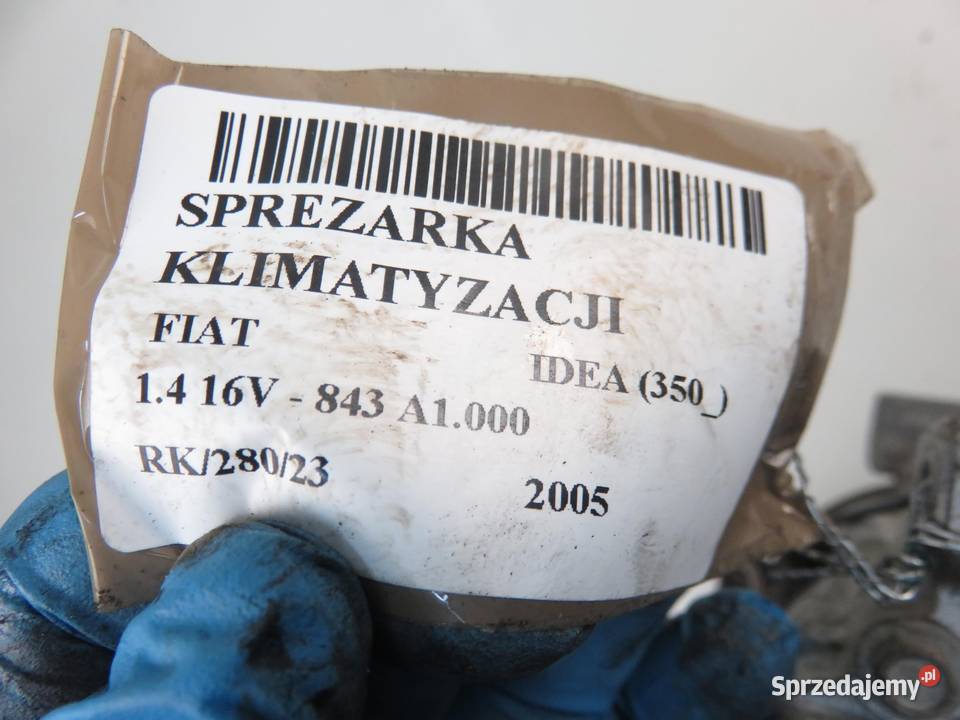 SPREZARKA
KLIMATYZACJI
FIAT IDEA (350_)
1.4 16V - 843 A1.000
RK/280/23 2005
Sprzedajemy.pl